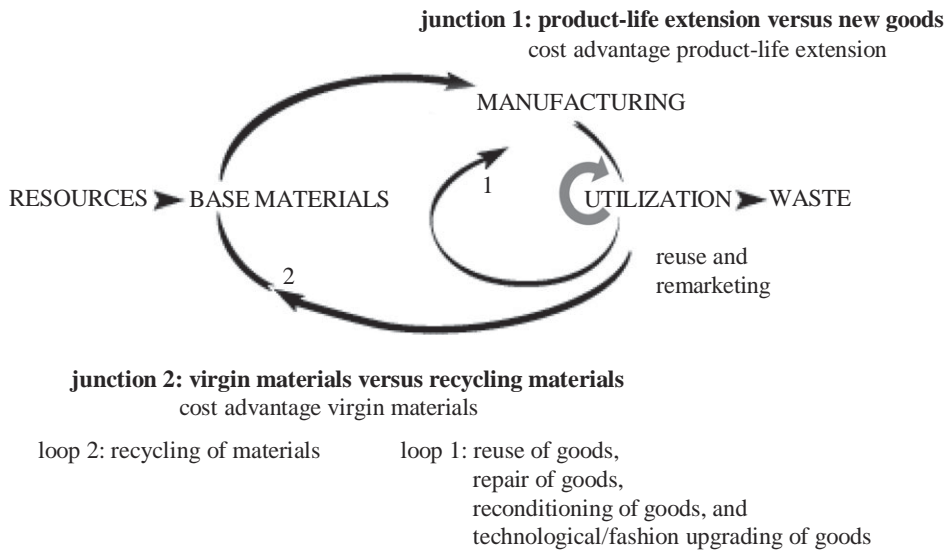 junction 1: product-life extension versus new goods
cost advantage product-life extension
MANUFACTURING
1
RESOURCES
BASE MATERIALS
UTILIZATION
WASTE
reuse and
remarketing
2
junction 2: virgin materials versus recycling materials
cost advantage virgin materials
loop 2: recycling of materials
loop 1: reuse of goods,
repair of goods,
reconditioning of goods, and
technological/fashion upgrading of goods